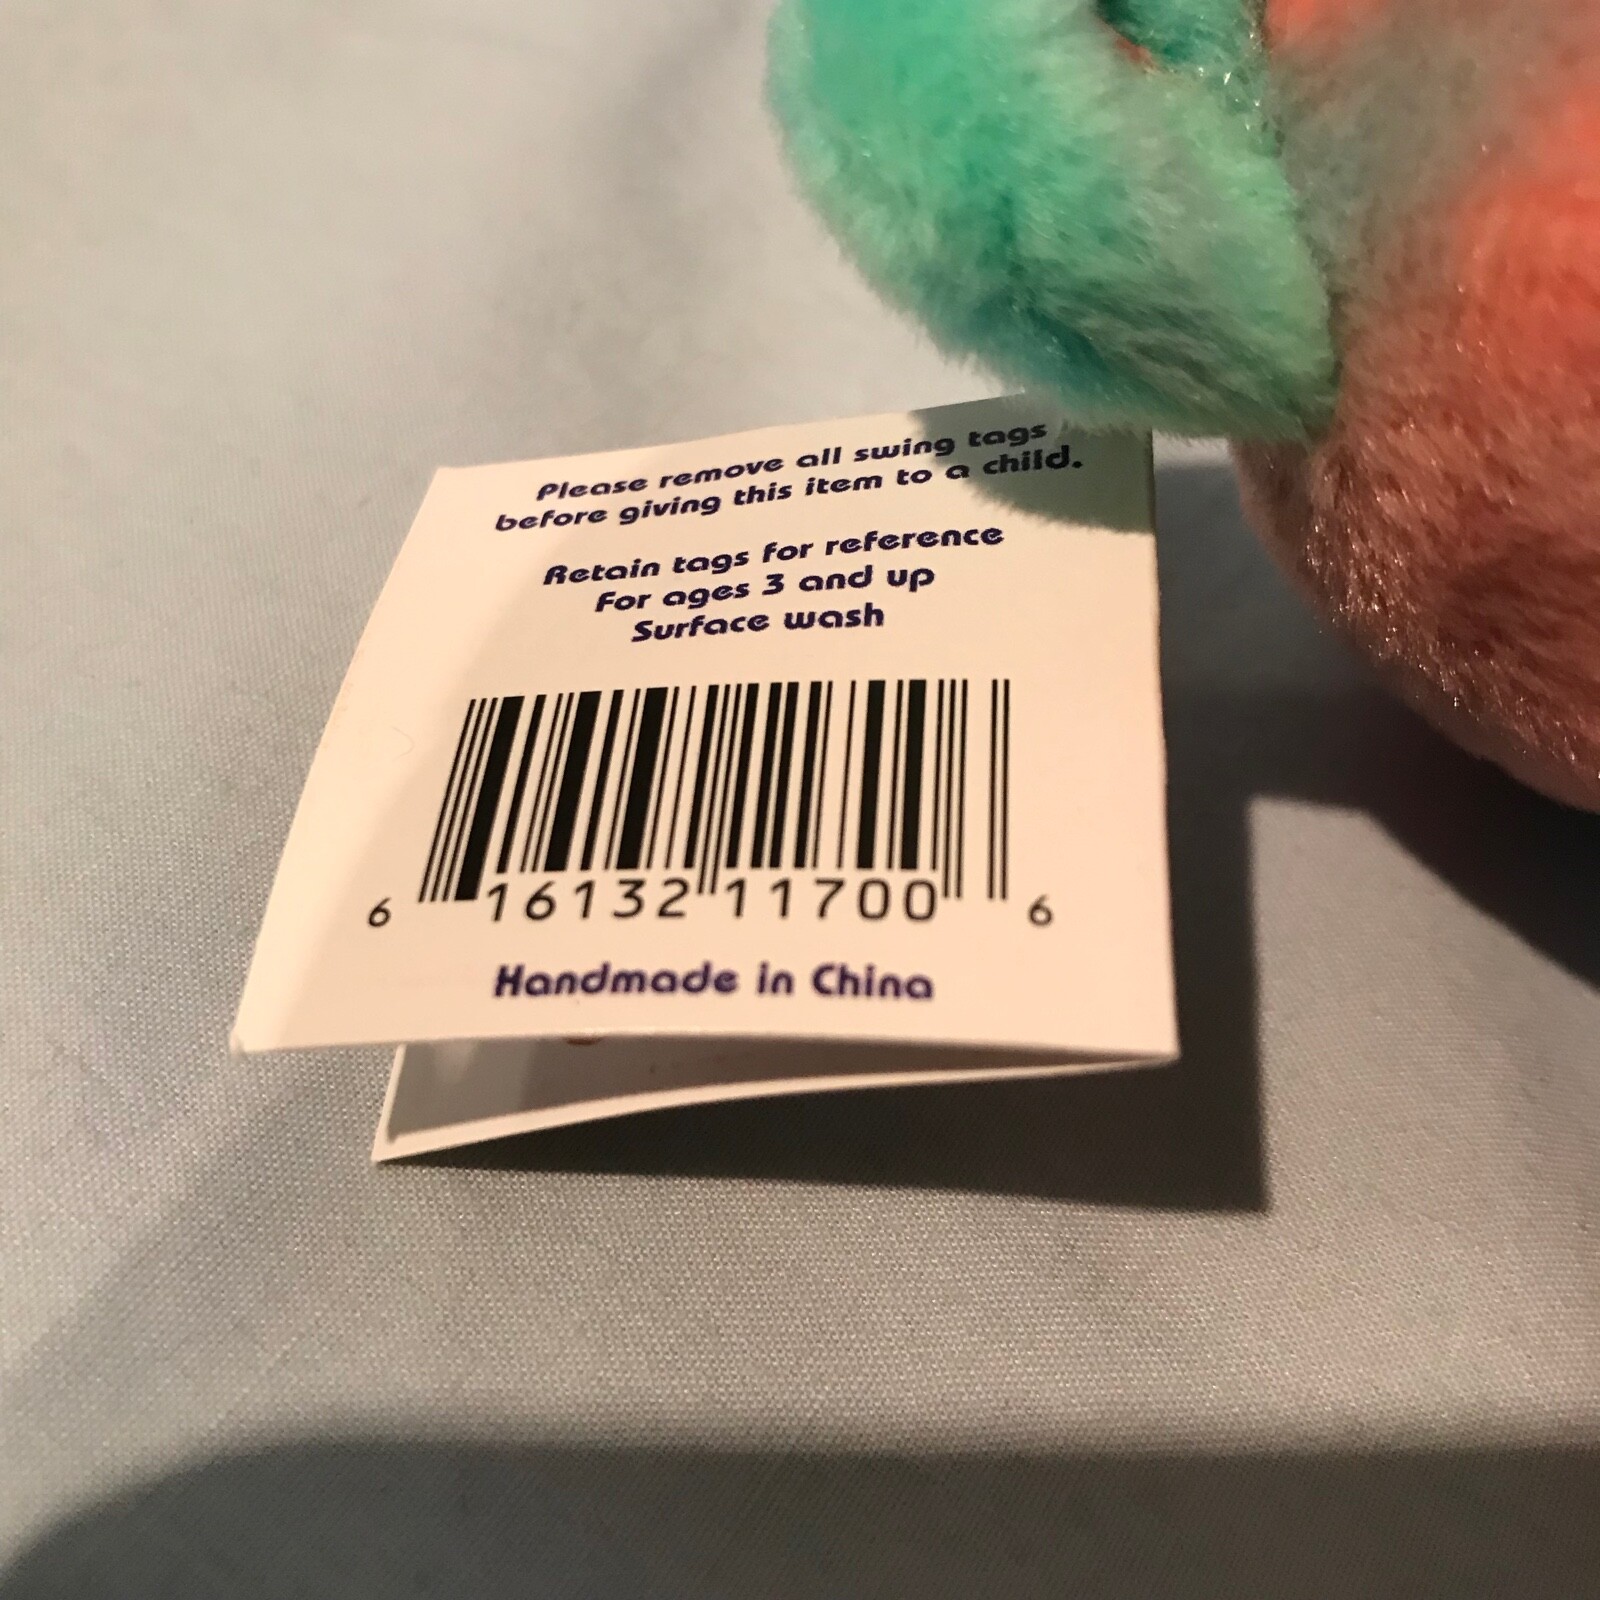 Please remove all swing tags
before giving this item to a child.
Retain tags for reference
For ages 3 and up
Surface wash
6 16132 11700 6
Handmade in China